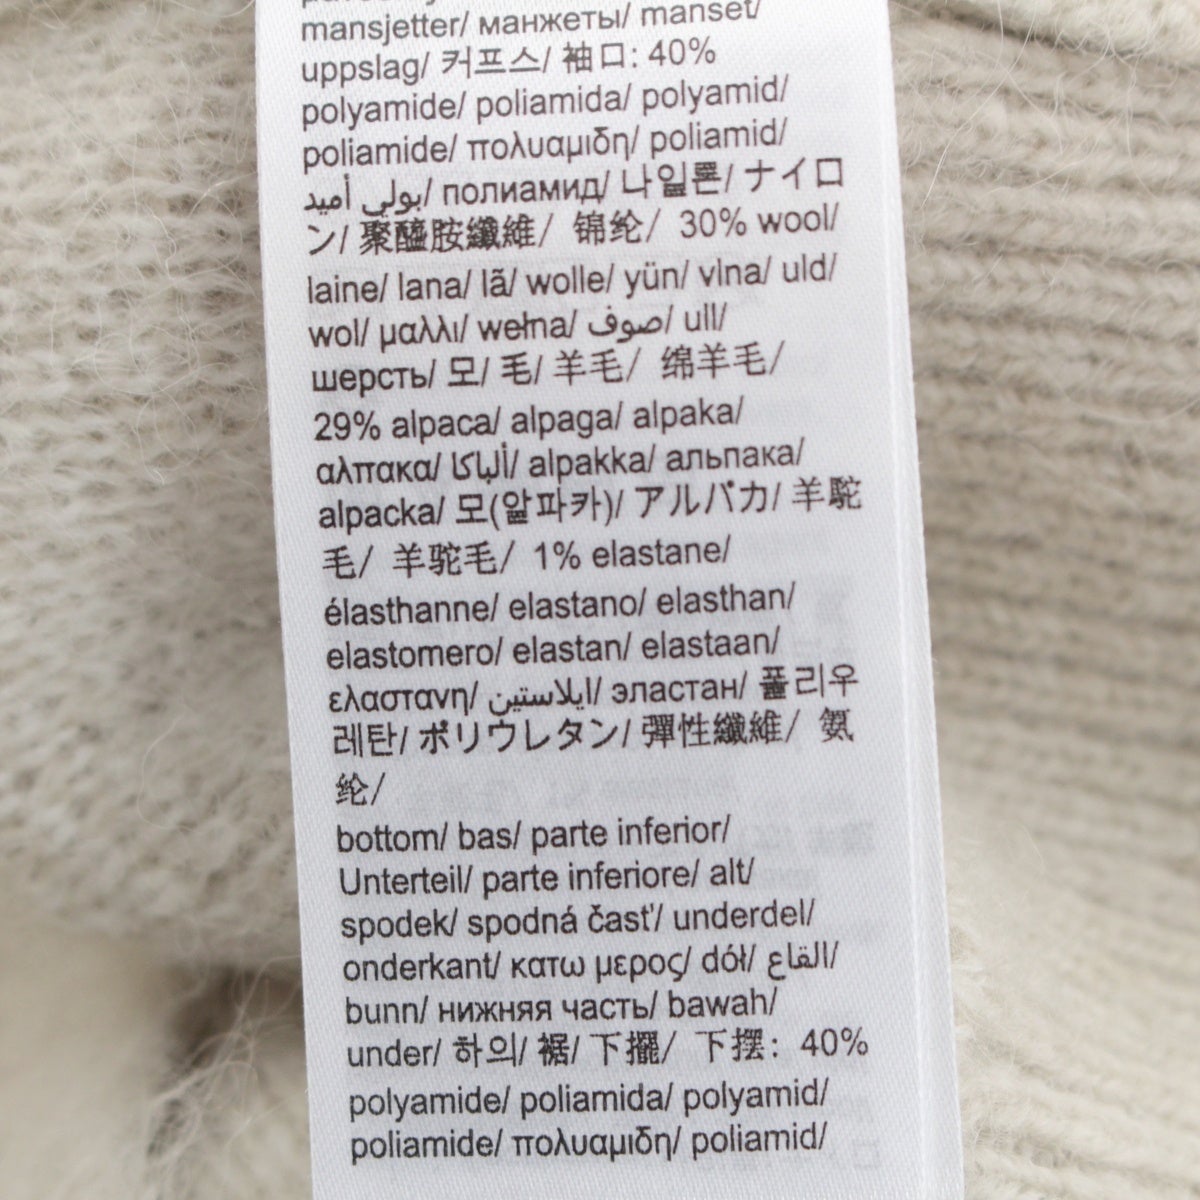 mansjetter/ манжеты/ manset/
uppslag/ 커프스/ 袖口: 40%
polyamide/ poliamida/ polyamid/
poliamide/ πολυαμιδη/ poliamid/
بولي أميد/ полиамид/ 나일론/ ナイロ
ン/ 聚醯胺纖維/ 锦纶/ 30% wool/
laine/ lana/ lã/ wolle/ yün/ vlna/ uld/
wol/ μαλλι/ wełna/ صوف/ ull/
шерсть/ 모/ 毛/ 羊毛/ 绵羊毛/
29% alpaca/ alpaga/ alpaka/
αλπακα/ ألباكا/ alpakka/ альпака/
alpacka/ 모(알파카)/ アルパカ/ 羊駝
毛/ 羊驼毛/ 1% elastane/
élasthanne/ elastano/ elasthan/
elastomero/ elastan/ elastaan/
ελαστανη/ ايلاستين/ эластан/ 폴리우
레탄/ ポリウレタン/ 彈性纖維/ 氨
纶/
bottom/ bas/ parte inferior/
Unterteil/ parte inferiore/ alt/
spodek/ spodná časť/ underdel/
onderkant/ κατω μερος/ dół/ القاع/
bunn/ нижняя часть/ bawah/
under/ 하의/ 裾/ 下擺/ 下摆: 40%
polyamide/ poliamida/ polyamid/
poliamide/ πολυαμιδη/ poliamid/